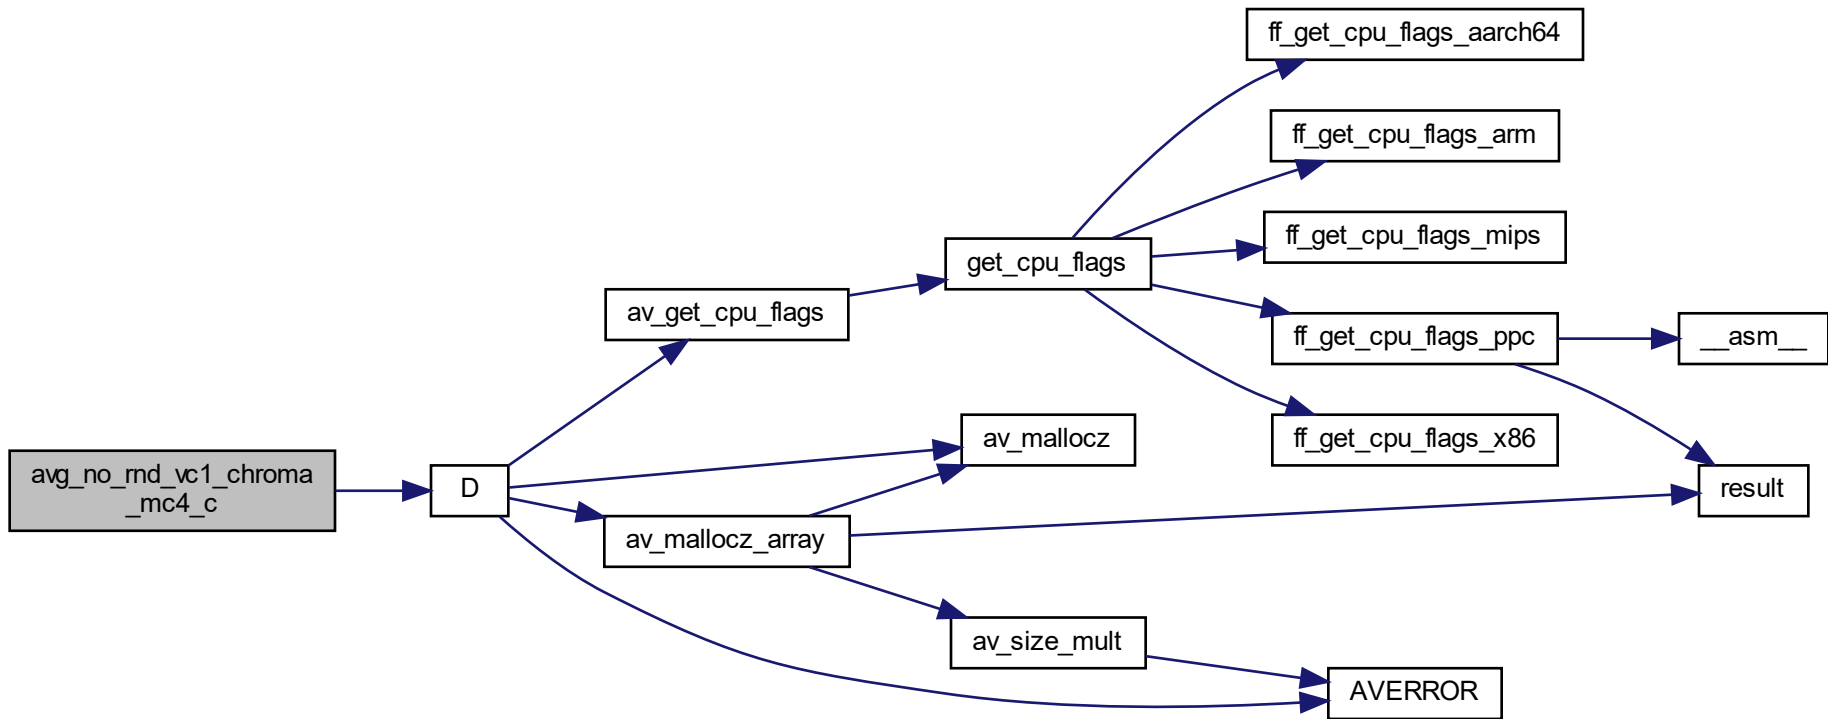 ff_get_cpu_flags_aarch64
ff_get_cpu_flags_arm
ff_get_cpu_flags_mips
get_cpu_flags
av_get_cpu_flags
ff_get_cpu_flags_ppc
__asm__
av_mallocz
ff_get_cpu_flags_x86
avg_no_rnd_vc1_chroma
_mc4_c
D
result
av_mallocz_array
av_size_mult
AVERROR